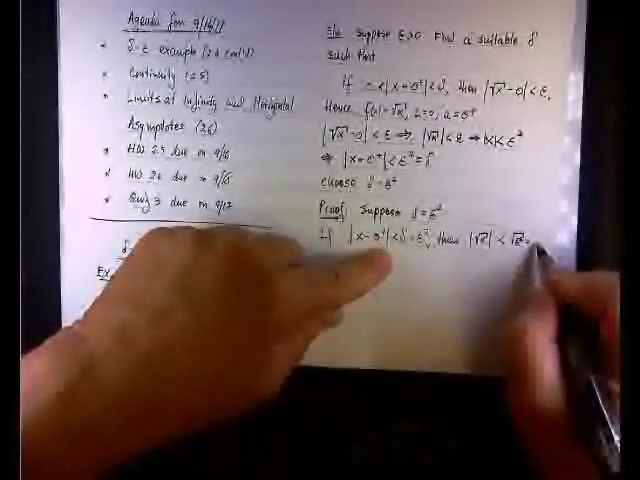 Agenda for 9/16/11
* δ-ε example (2.4 cont'd)
* Continuity (2.5)
* Limits at Infinity and Horizontal
Asymptotes (2.6)
* HW 2.5 due on 9/16
* HW 2.6 due on
* Quiz 3 due on 9/17
Ex
Suppose ε>0. Find a suitable δ
such that
if 0<|x-0⁺|<δ, then |√x-0|<ε.
Hence f(x)=√x, L=0, a=0⁺
|√x-0|<ε ⇒ |√x|<ε ⇒ |x|<ε²
⇒ |x-0⁺|<ε²=δ
choose δ=ε²
Proof: Suppose δ=ε²
If |x-0⁺|<δ=ε², then |√x|<√ε²=